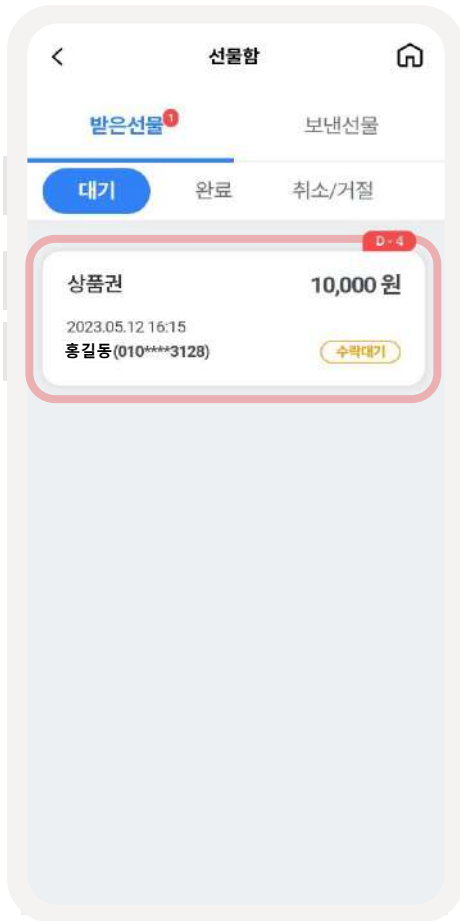 선물함
받은선물 1 보낸선물
대기 완료 취소/거절
D-4
상품권 10,000 원
2023.05.12 16:15
홍길동(010****3128) 수락대기